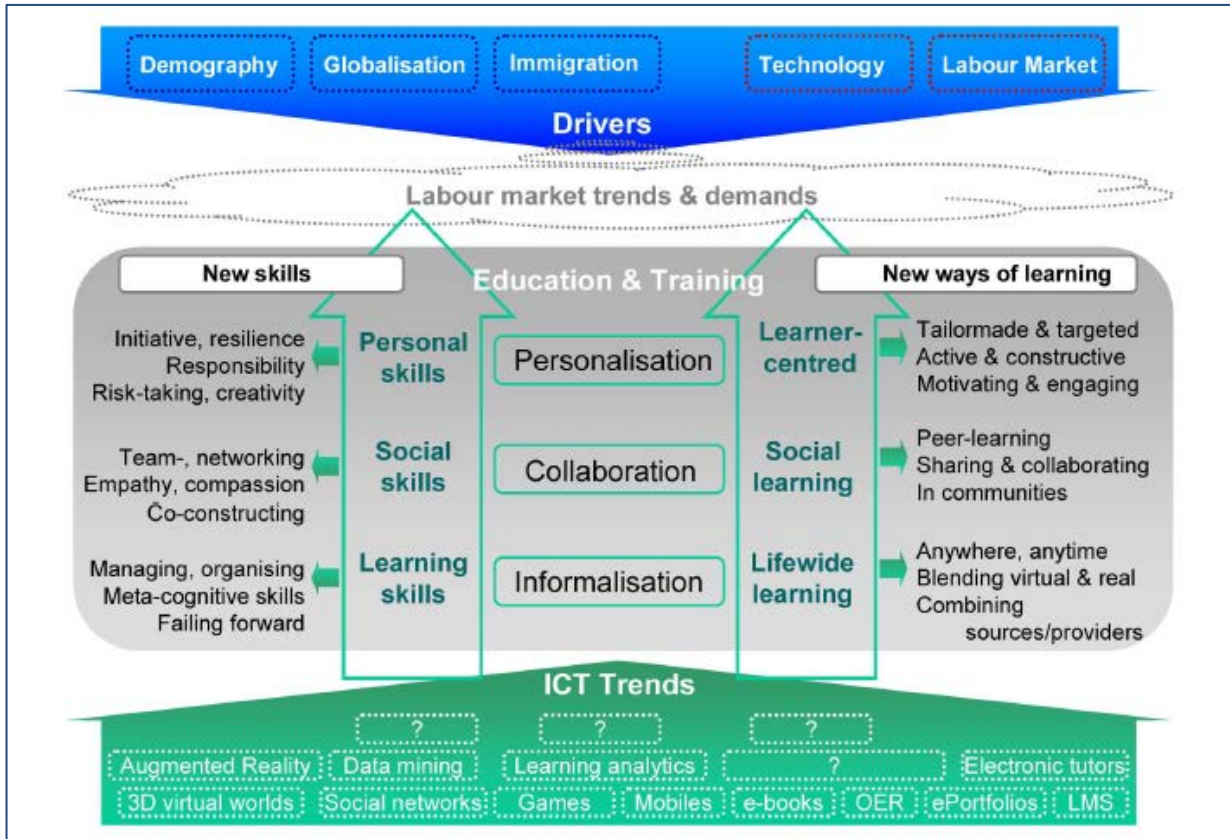 Demography Globalisation Immigration Technology Labour Market
Drivers
Labour market trends & demands
New skills
Education & Training
New ways of learning
Initiative, resilience
Responsibility
Risk-taking, creativity
Personal
skills
Personalisation
Learner-
centred
Tailormade & targeted
Active & constructive
Motivating & engaging
Team-, networking
Empathy, compassion
Co-constructing
Social
skills
Collaboration
Social
learning
Peer-learning
Sharing & collaborating
In communities
Managing, organising
Meta-cognitive skills
Failing forward
Learning
skills
Informalisation
Lifewide
learning
Anywhere, anytime
Blending virtual & real
Combining
sources/providers
ICT Trends
? ? ?
Augmented Reality Data mining Learning analytics ? Electronic tutors
3D virtual worlds Social networks Games Mobiles e-books OER ePortfolios LMS